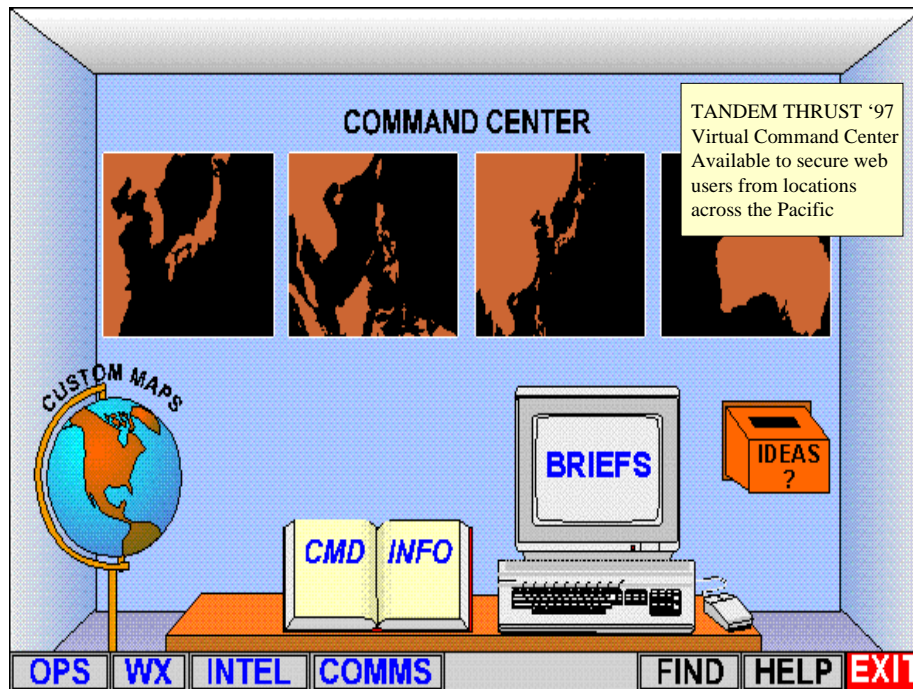 COMMAND CENTER
TANDEM THRUST ‘97
Virtual Command Center
Available to secure web
users from locations
across the Pacific
CUSTOM MAPS
BRIEFS
IDEAS
?
CMD INFO
OPS WX INTEL COMMS FIND HELP EXIT